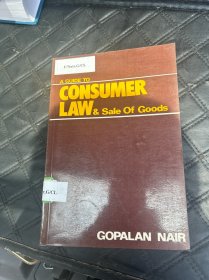 A GUIDE TO
CONSUMER
LAW & Sale Of Goods
GOPALAN NAIR